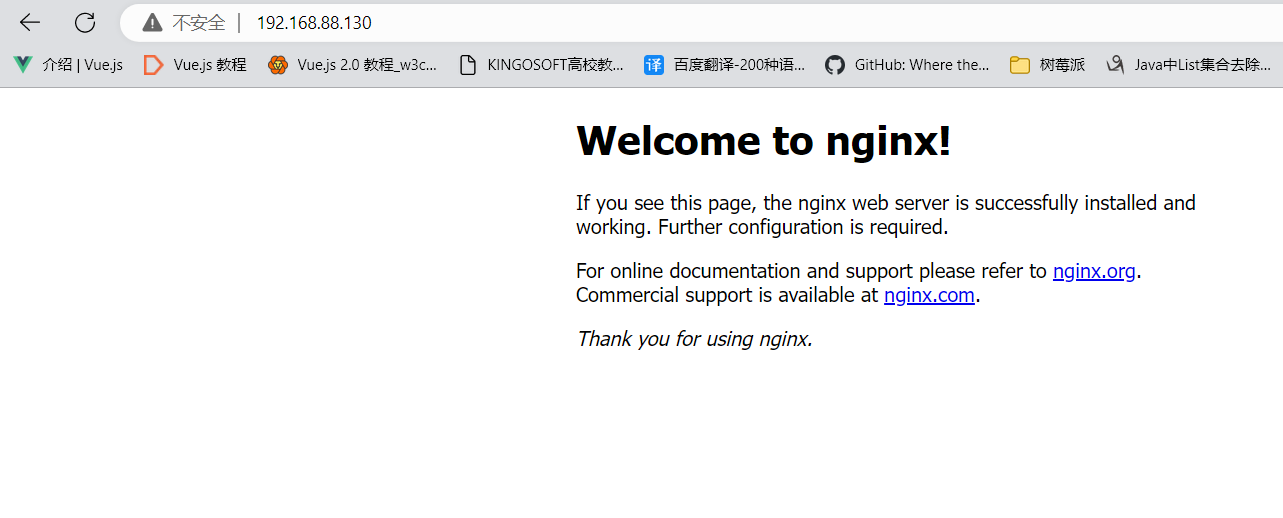 不安全 | 192.168.88.130
介绍 | Vue.js Vue.js 教程 Vue.js 2.0 教程_w3c... KINGOSOFT高校教... 译 百度翻译-200种语... GitHub: Where the... 树莓派 Java中List集合去除...
Welcome to nginx!
If you see this page, the nginx web server is successfully installed and
working. Further configuration is required.
For online documentation and support please refer to nginx.org.
Commercial support is available at nginx.com.
Thank you for using nginx.